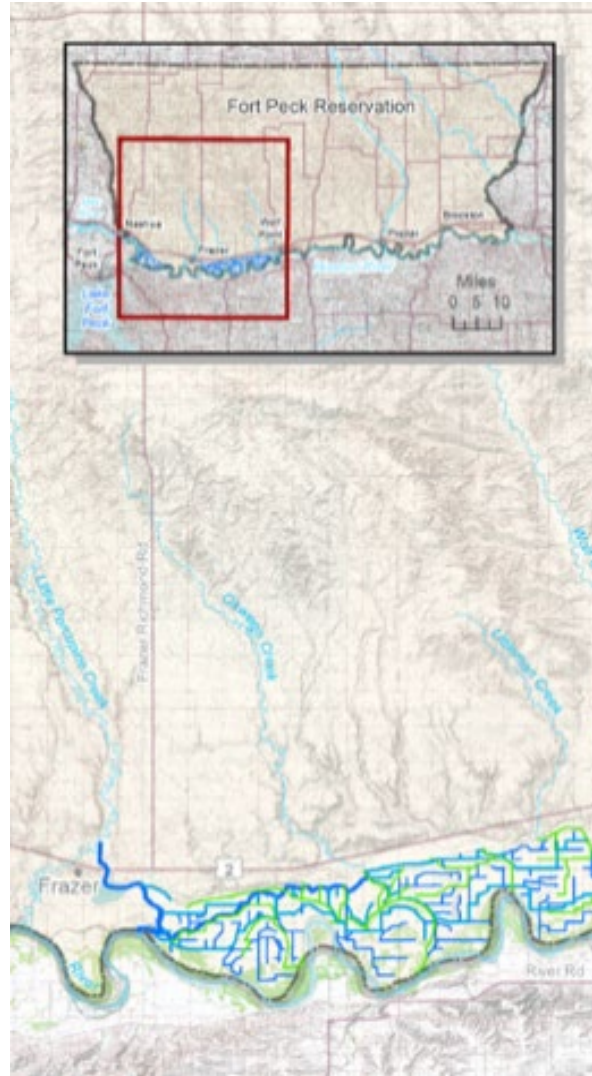 Fort Peck Reservation
Nashua
Frazer
Wolf
Point
Poplar
Brockton
Fort
Peck
Lake
Fort
Peck
Miles
0 5 10
Little Porcupine Creek
Frazer Richmond Rd
Creek
Creek
2
Frazer
River Rd